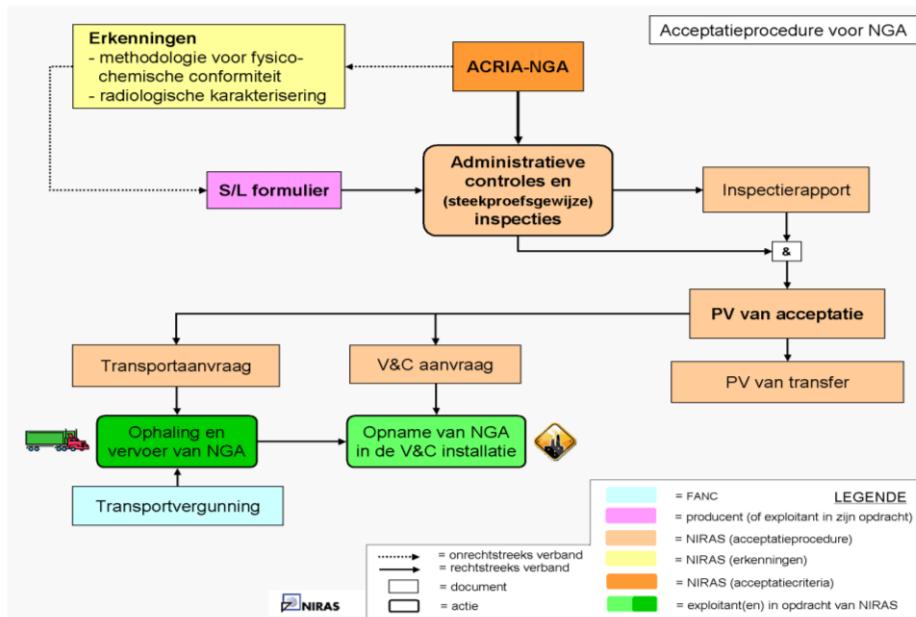 Acceptatieprocedure voor NGA
Erkenningen
- methodologie voor fysico-
chemische conformiteit
- radiologische karakterisering
ACRIA-NGA
S/L formulier
Administratieve
controles en
(steekproefsgewijze)
inspecties
Inspectierapport
&
PV van acceptatie
PV van transfer
Transportaanvraag
V&C aanvraag
Ophaling en
vervoer van NGA
Opname van NGA
in de V&C installatie
Transportvergunning
LEGENDE
= FANC
= producent (of exploitant in zijn opdracht)
= NIRAS (acceptatieprocedure)
= NIRAS (erkenningen)
= NIRAS (acceptatiecriteria)
= exploitant(en) in opdracht van NIRAS
= onrechtstreeks verband
= rechtstreeks verband
= document
= actie
NIRAS